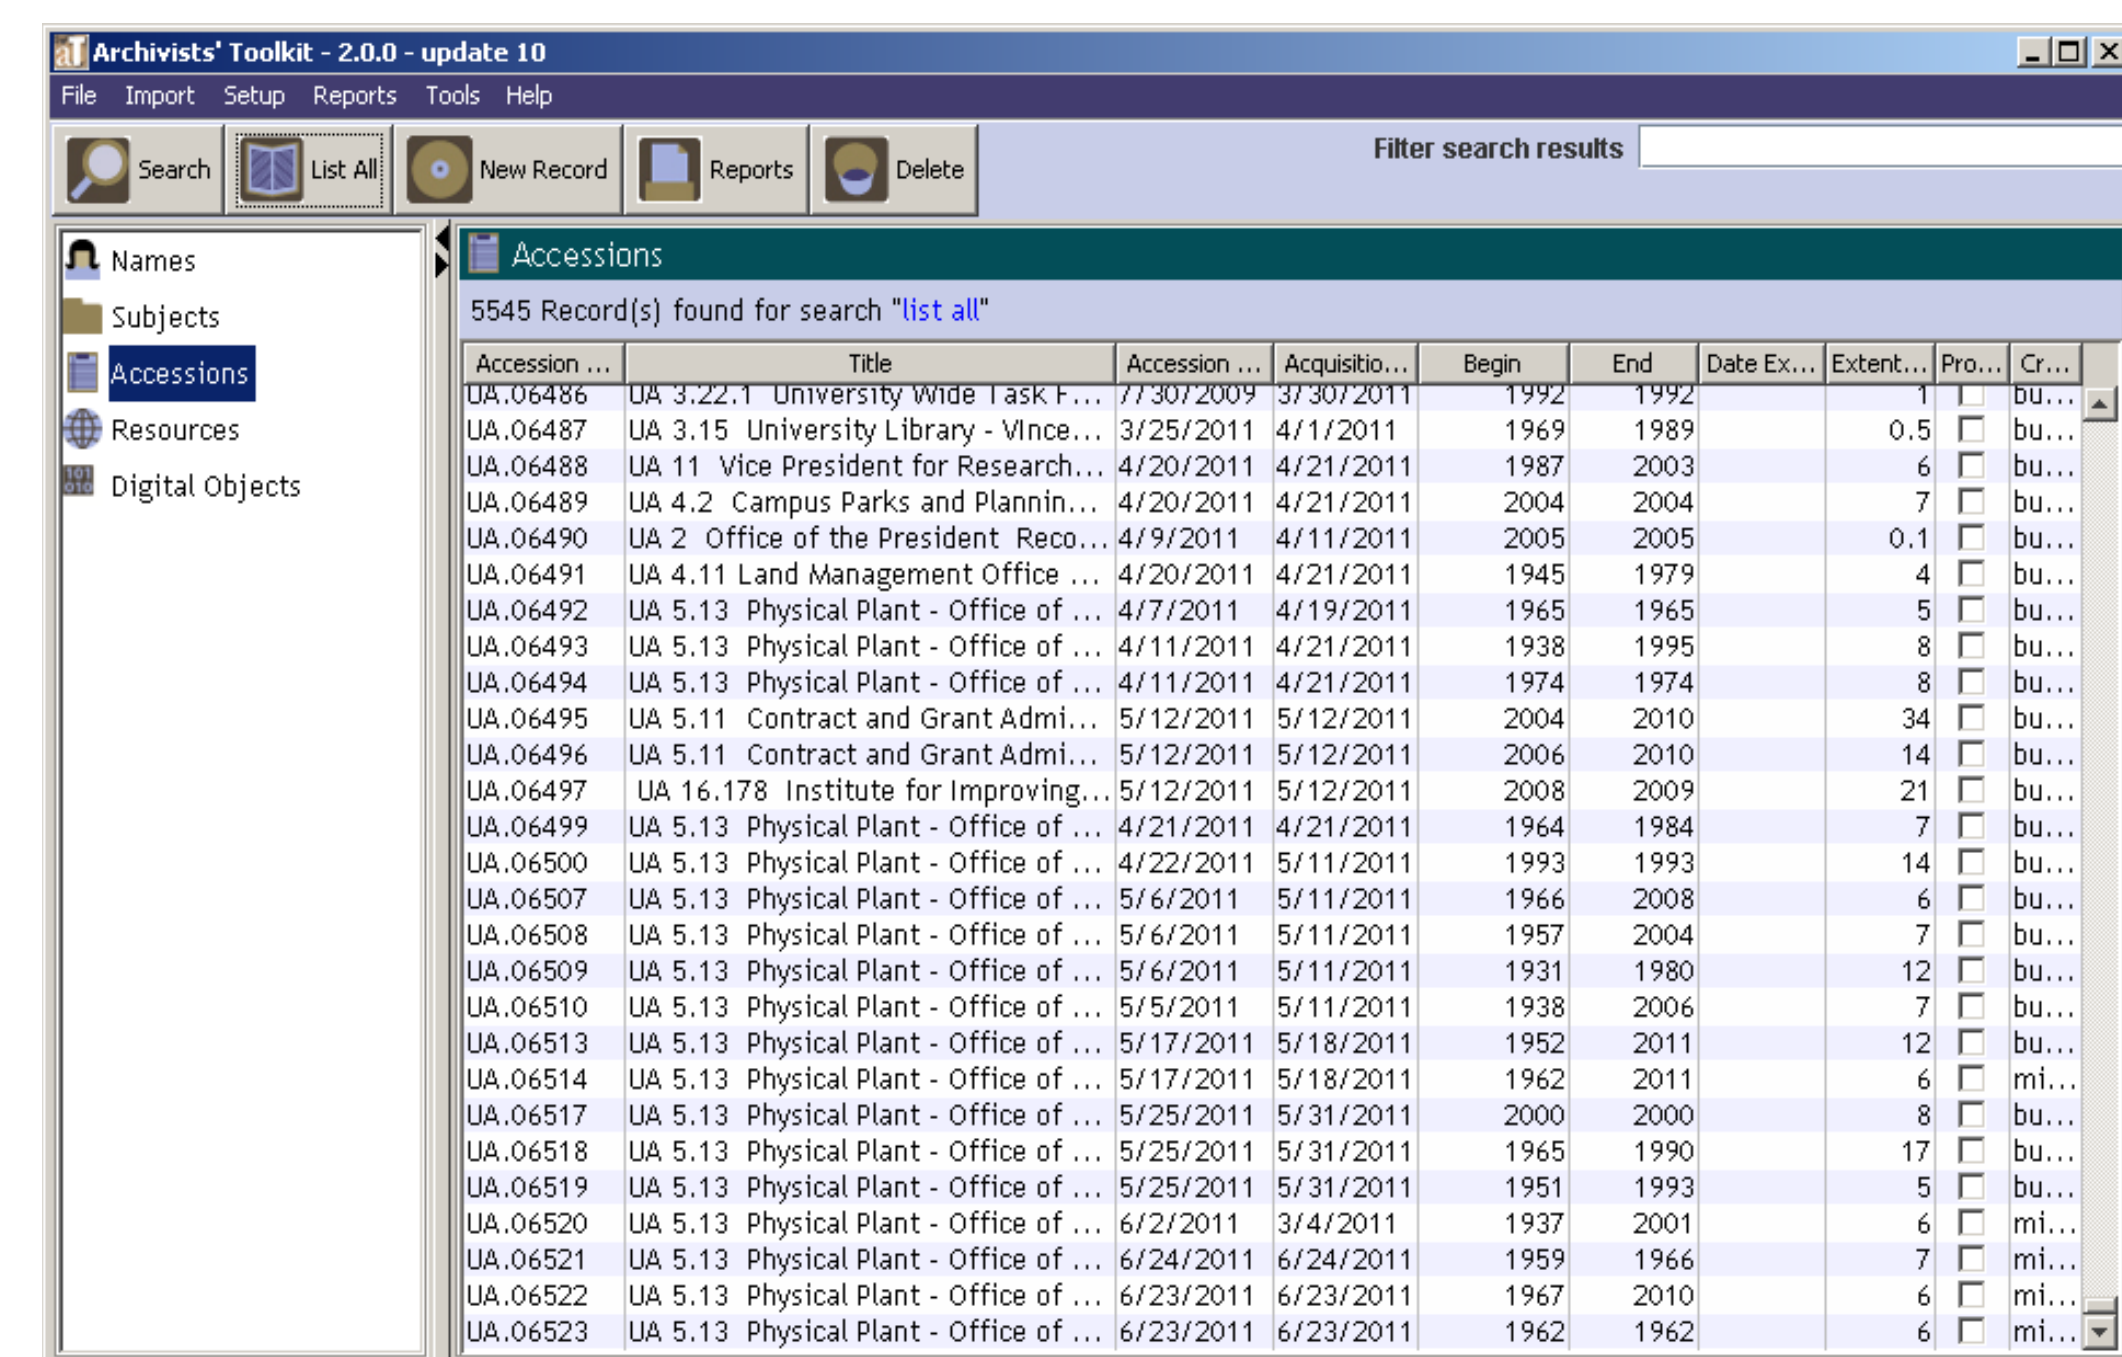 Archivists' Toolkit - 2.0.0 - update 10
File Import Setup Reports Tools Help
Search List All New Record Reports Delete Filter search results
Names
Subjects
Accessions
Resources
Digital Objects
Accessions
5545 Record(s) found for search "list all"
Accession ... Title Accession ... Acquisitio... Begin End Date Ex... Extent... Pro... Cr...
UA.06486 UA 3.22.1 University Wide Task F... 7/30/2009 3/30/2011 1992 1992 1 bu...
UA.06487 UA 3.15 University Library - VInce... 3/25/2011 4/1/2011 1969 1989 0.5 bu...
UA.06488 UA 11 Vice President for Research... 4/20/2011 4/21/2011 1987 2003 6 bu...
UA.06489 UA 4.2 Campus Parks and Plannin... 4/20/2011 4/21/2011 2004 2004 7 bu...
UA.06490 UA 2 Office of the President Reco... 4/9/2011 4/11/2011 2005 2005 0.1 bu...
UA.06491 UA 4.11 Land Management Office ... 4/20/2011 4/21/2011 1945 1979 4 bu...
UA.06492 UA 5.13 Physical Plant - Office of ... 4/7/2011 4/19/2011 1965 1965 5 bu...
UA.06493 UA 5.13 Physical Plant - Office of ... 4/11/2011 4/21/2011 1938 1995 8 bu...
UA.06494 UA 5.13 Physical Plant - Office of ... 4/11/2011 4/21/2011 1974 1974 8 bu...
UA.06495 UA 5.11 Contract and Grant Admi... 5/12/2011 5/12/2011 2004 2010 34 bu...
UA.06496 UA 5.11 Contract and Grant Admi... 5/12/2011 5/12/2011 2006 2010 14 bu...
UA.06497 UA 16.178 Institute for Improving... 5/12/2011 5/12/2011 2008 2009 21 bu...
UA.06499 UA 5.13 Physical Plant - Office of ... 4/21/2011 4/21/2011 1964 1984 7 bu...
UA.06500 UA 5.13 Physical Plant - Office of ... 4/22/2011 5/11/2011 1993 1993 14 bu...
UA.06507 UA 5.13 Physical Plant - Office of ... 5/6/2011 5/11/2011 1966 2008 6 bu...
UA.06508 UA 5.13 Physical Plant - Office of ... 5/6/2011 5/11/2011 1957 2004 7 bu...
UA.06509 UA 5.13 Physical Plant - Office of ... 5/6/2011 5/11/2011 1931 1980 12 bu...
UA.06510 UA 5.13 Physical Plant - Office of ... 5/5/2011 5/11/2011 1938 2006 7 bu...
UA.06513 UA 5.13 Physical Plant - Office of ... 5/17/2011 5/18/2011 1952 2011 12 bu...
UA.06514 UA 5.13 Physical Plant - Office of ... 5/17/2011 5/18/2011 1962 2011 6 mi...
UA.06517 UA 5.13 Physical Plant - Office of ... 5/25/2011 5/31/2011 2000 2000 8 bu...
UA.06518 UA 5.13 Physical Plant - Office of ... 5/25/2011 5/31/2011 1965 1990 17 bu...
UA.06519 UA 5.13 Physical Plant - Office of ... 5/25/2011 5/31/2011 1951 1993 5 bu...
UA.06520 UA 5.13 Physical Plant - Office of ... 6/2/2011 3/4/2011 1937 2001 6 mi...
UA.06521 UA 5.13 Physical Plant - Office of ... 6/24/2011 6/24/2011 1959 1966 7 mi...
UA.06522 UA 5.13 Physical Plant - Office of ... 6/23/2011 6/23/2011 1967 2010 6 mi...
UA.06523 UA 5.13 Physical Plant - Office of ... 6/23/2011 6/23/2011 1962 1962 6 mi...